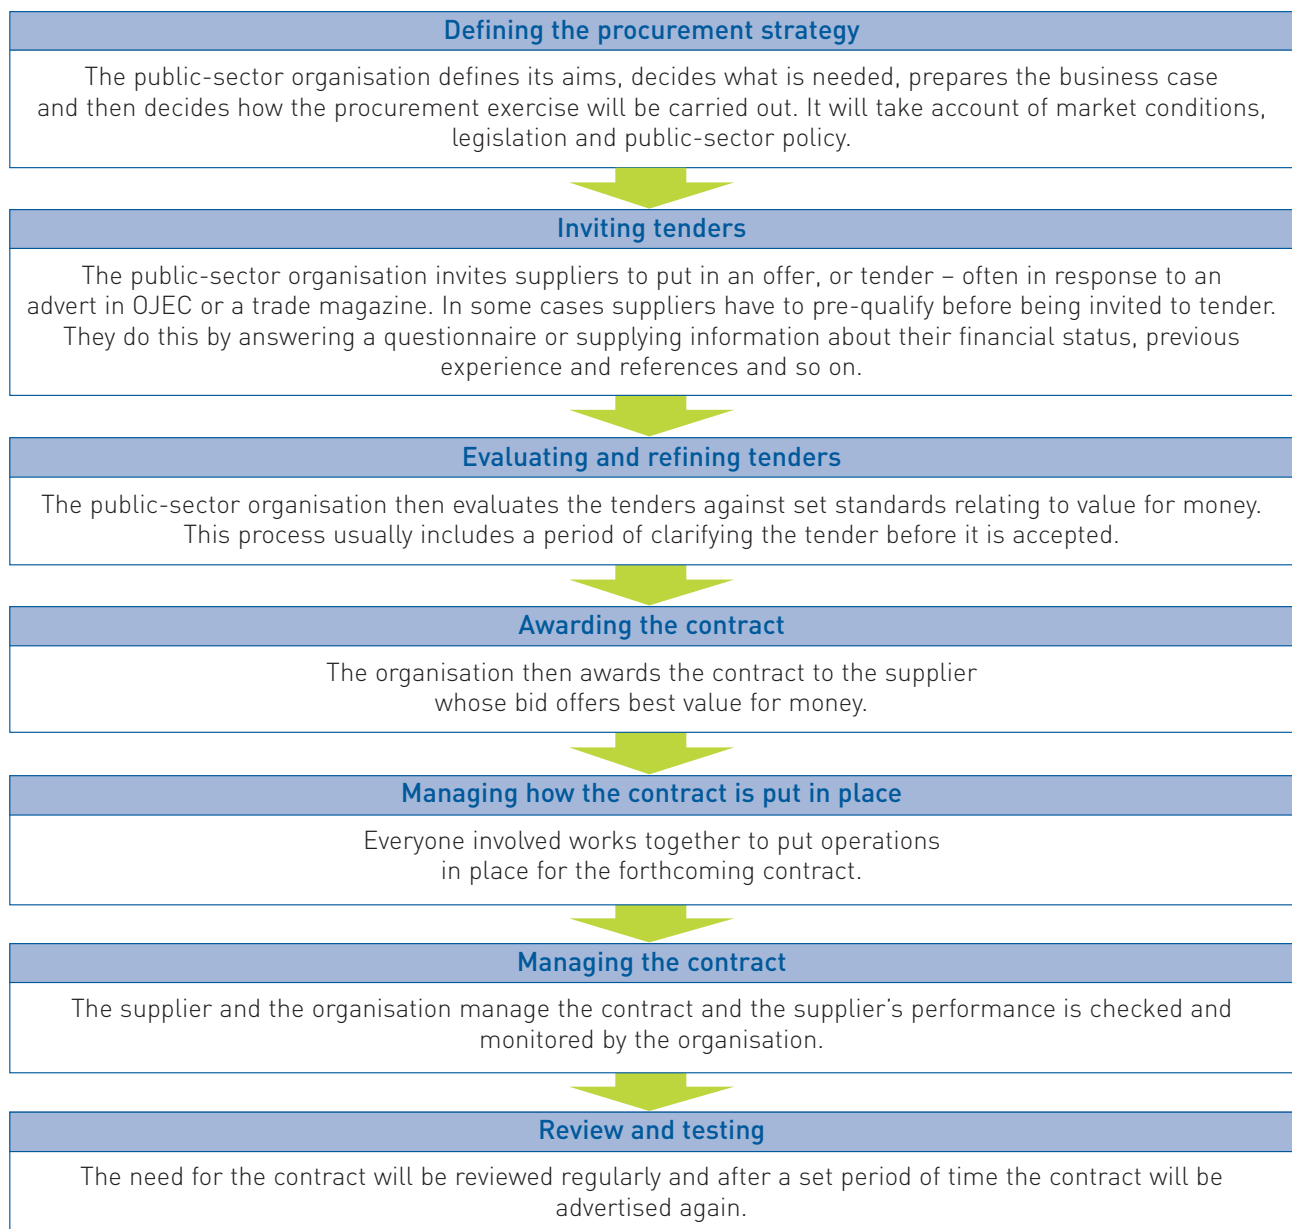 Defining the procurement strategy
The public-sector organisation defines its aims, decides what is needed, prepares the business case
and then decides how the procurement exercise will be carried out. It will take account of market conditions,
legislation and public-sector policy.
Inviting tenders
The public-sector organisation invites suppliers to put in an offer, or tender – often in response to an
advert in OJEC or a trade magazine. In some cases suppliers have to pre-qualify before being invited to tender.
They do this by answering a questionnaire or supplying information about their financial status, previous
experience and references and so on.
Evaluating and refining tenders
The public-sector organisation then evaluates the tenders against set standards relating to value for money.
This process usually includes a period of clarifying the tender before it is accepted.
Awarding the contract
The organisation then awards the contract to the supplier
whose bid offers best value for money.
Managing how the contract is put in place
Everyone involved works together to put operations
in place for the forthcoming contract.
Managing the contract
The supplier and the organisation manage the contract and the supplier's performance is checked and
monitored by the organisation.
Review and testing
The need for the contract will be reviewed regularly and after a set period of time the contract will be
advertised again.